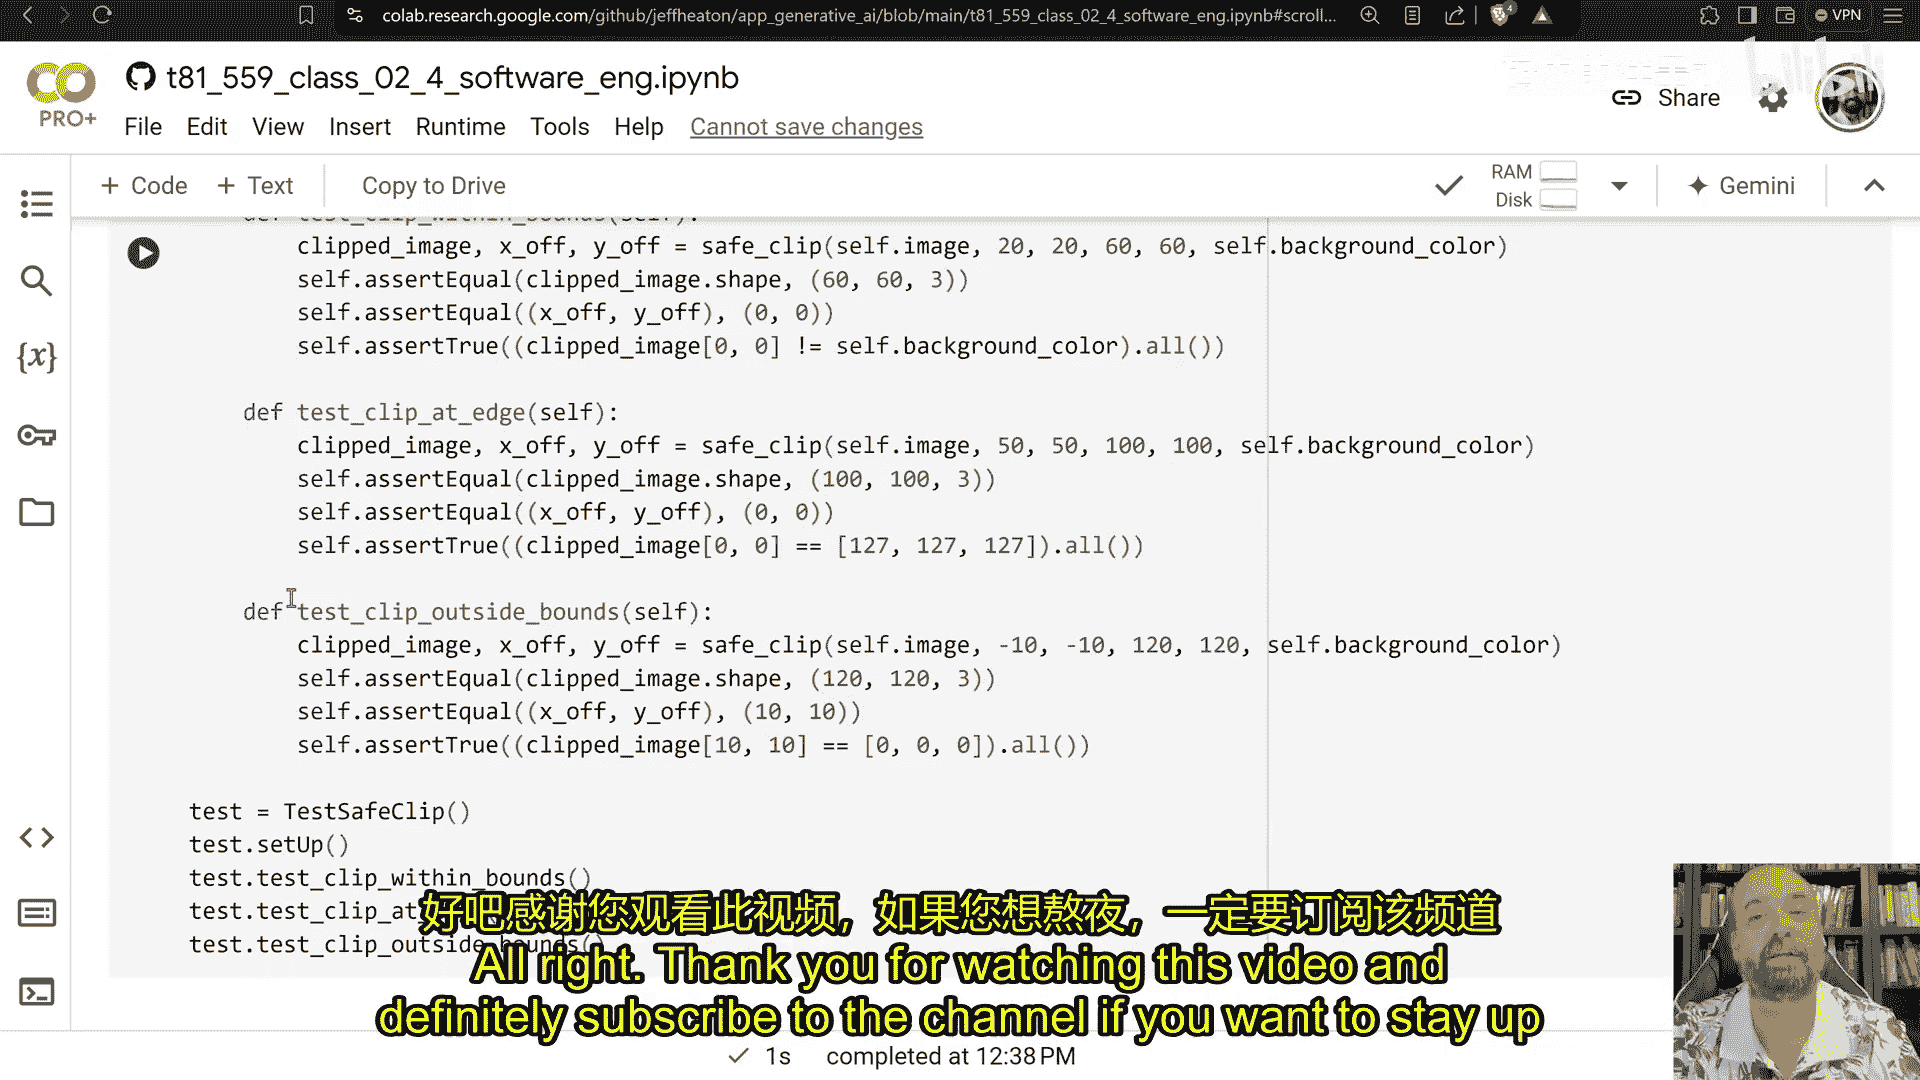 colab.research.google.com/github/jeffheaton/app_generative_ai/blob/main/t81_559_class_02_4_software_eng.ipynb#scroll...
4
VPN
PRO+
t81_559_class_02_4_software_eng.ipynb
File Edit View Insert Runtime Tools Help Cannot save changes
Share
+ Code + Text Copy to Drive
RAM
Disk
Gemini
def test_clip_within_bounds(self):
clipped_image, x_off, y_off = safe_clip(self.image, 20, 20, 60, 60, self.background_color)
self.assertEqual(clipped_image.shape, (60, 60, 3))
self.assertEqual((x_off, y_off), (0, 0))
self.assertTrue((clipped_image[0, 0] != self.background_color).all())
def test_clip_at_edge(self):
clipped_image, x_off, y_off = safe_clip(self.image, 50, 50, 100, 100, self.background_color)
self.assertEqual(clipped_image.shape, (100, 100, 3))
self.assertEqual((x_off, y_off), (0, 0))
self.assertTrue((clipped_image[0, 0] == [127, 127, 127]).all())
def test_clip_outside_bounds(self):
clipped_image, x_off, y_off = safe_clip(self.image, -10, -10, 120, 120, self.background_color)
self.assertEqual(clipped_image.shape, (120, 120, 3))
self.assertEqual((x_off, y_off), (10, 10))
self.assertTrue((clipped_image[10, 10] == [0, 0, 0]).all())
test = TestSafeClip()
test.setUp()
test.test_clip_within_bounds()
test.test_clip_at
test.test_clip_outside_bounds()
好吧感谢您观看此视频，如果您想熬夜，一定要订阅该频道
All right. Thank you for watching this video and
definitely subscribe to the channel if you want to stay up
1s completed at 12:38 PM
{x}